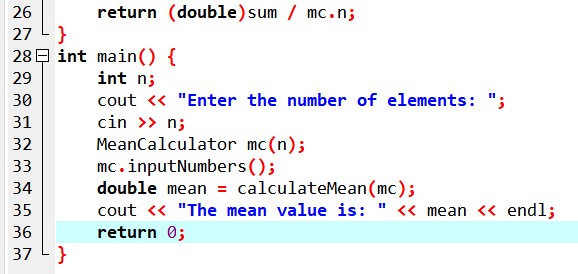 26 return (double)sum / mc.n;
27 }
28 int main() {
29 int n;
30 cout << "Enter the number of elements: ";
31 cin >> n;
32 MeanCalculator mc(n);
33 mc.inputNumbers();
34 double mean = calculateMean(mc);
35 cout << "The mean value is: " << mean << endl;
36 return 0;
37 }